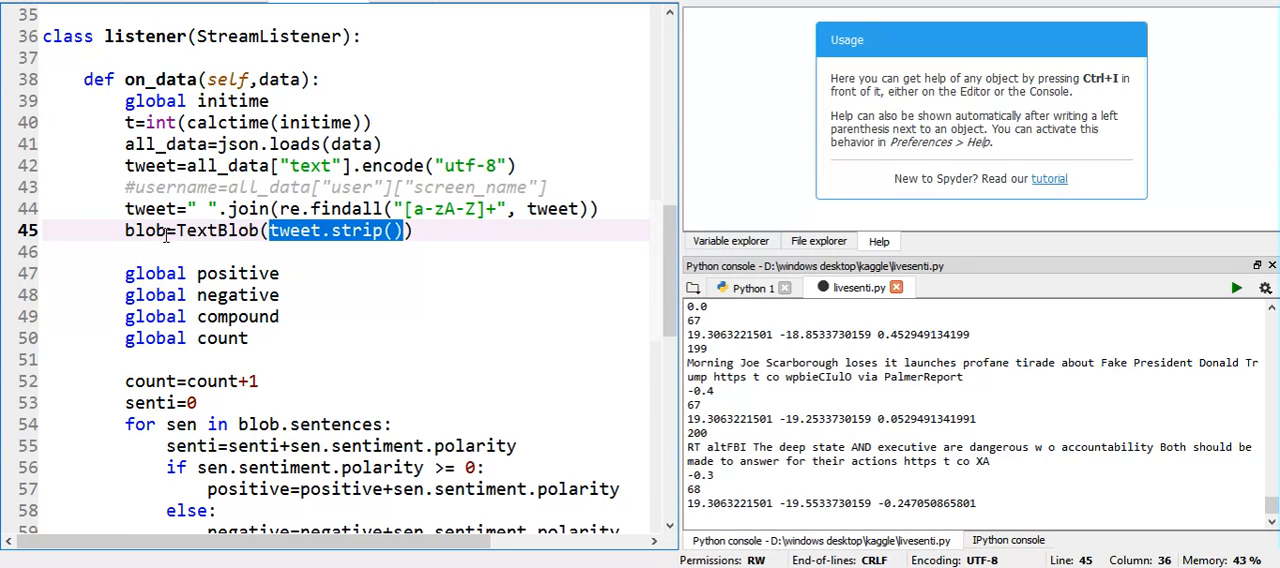 35
36 class listener(StreamListener):
37
38 def on_data(self,data):
39 global initime
40 t=int(calctime(initime))
41 all_data=json.loads(data)
42 tweet=all_data["text"].encode("utf-8")
43 #username=all_data["user"]["screen_name"]
44 tweet=" ".join(re.findall("[a-zA-Z]+", tweet))
45 blob=TextBlob(tweet.strip())
46
47 global positive
48 global negative
49 global compound
50 global count
51
52 count=count+1
53 senti=0
54 for sen in blob.sentences:
55 senti=senti+sen.sentiment.polarity
56 if sen.sentiment.polarity >= 0:
57 positive=positive+sen.sentiment.polarity
58 else:
59 negative=negative+sen.sentiment.polarity
Usage
Here you can get help of any object by pressing Ctrl+I in
front of it, either on the Editor or the Console.
Help can also be shown automatically after writing a left
parenthesis next to an object. You can activate this
behavior in Preferences > Help.
New to Spyder? Read our tutorial
Variable explorer File explorer Help
Python console - D:\windows desktop\kaggle\livesenti.py
Python 1 livesenti.py
0.0
67
19.3063221501 -18.8533730159 0.452949134199
199
Morning Joe Scarborough loses it launches profane tirade about Fake President Donald Tr
ump https t co wpbieCIulO via PalmerReport
-0.4
67
19.3063221501 -19.2533730159 0.0529491341991
200
RT altFBI The deep state AND executive are dangerous w o accountability Both should be
made to answer for their actions https t co XA
-0.3
68
19.3063221501 -19.5533730159 -0.247050865801
Python console - D:\windows desktop\kaggle\livesenti.py IPython console
Permissions: RW End-of-lines: CRLF Encoding: UTF-8 Line: 45 Column: 36 Memory: 43 %